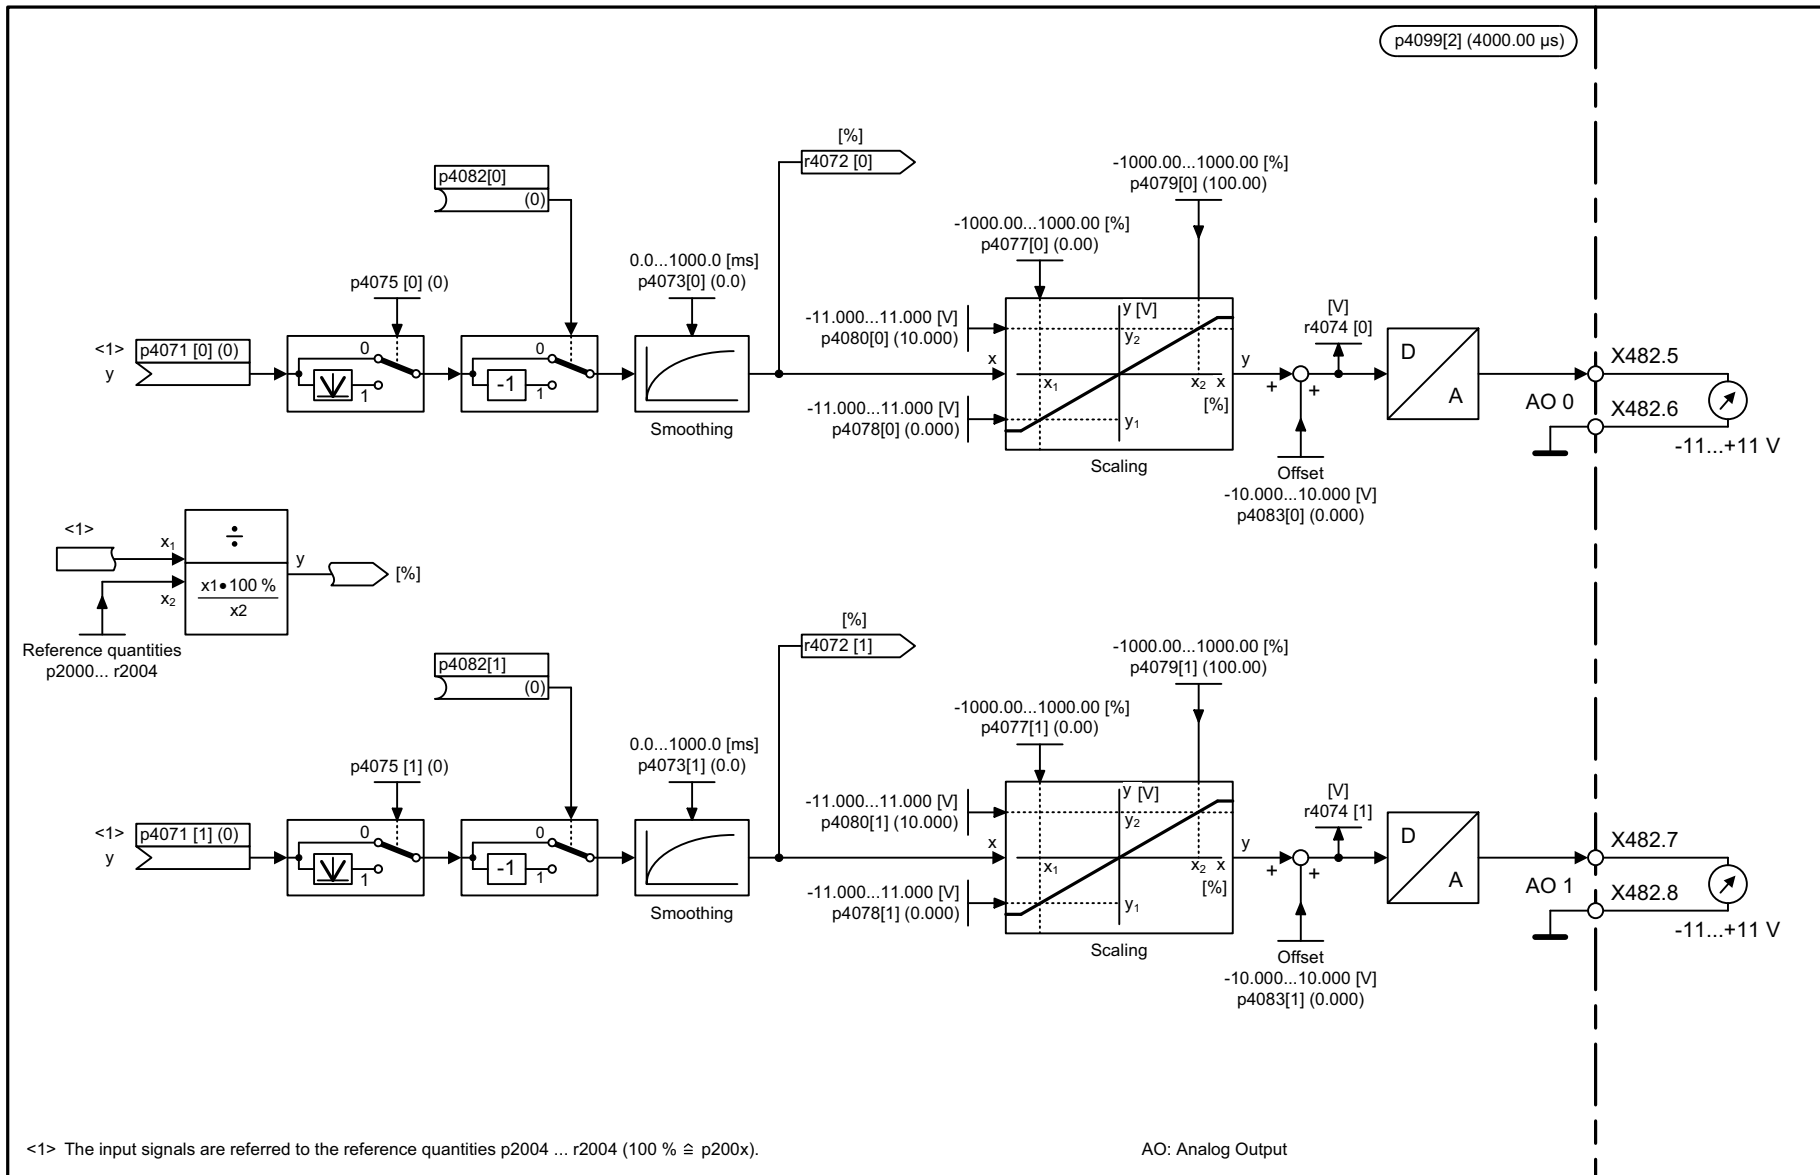 p4099[2] (4000.00 µs)
[%]
r4072 [0]
-1000.00...1000.00 [%]
p4079[0] (100.00)
p4082[0]
(0)
-1000.00...1000.00 [%]
p4077[0] (0.00)
0.0...1000.0 [ms]
p4073[0] (0.0)
p4075 [0] (0)
-11.000...11.000 [V]
p4080[0] (10.000)
y [V]
y2
[V]
r4074 [0]
<1>
y
p4071 [0] (0)
0
1
0
-1
1
Smoothing
x
x1
x2
x
[%]
y1
y
+
+
D
A
AO 0
X482.5
X482.6
-11...+11 V
-11.000...11.000 [V]
p4078[0] (0.000)
Scaling
Offset
-10.000...10.000 [V]
p4083[0] (0.000)
<1>
x1
x2
÷
x1•100 %
x2
y
[%]
Reference quantities
p2000... r2004
[%]
r4072 [1]
-1000.00...1000.00 [%]
p4079[1] (100.00)
p4082[1]
(0)
-1000.00...1000.00 [%]
p4077[1] (0.00)
0.0...1000.0 [ms]
p4073[1] (0.0)
p4075 [1] (0)
-11.000...11.000 [V]
p4080[1] (10.000)
y [V]
y2
[V]
r4074 [1]
<1>
y
p4071 [1] (0)
0
1
0
-1
1
Smoothing
x
x1
x2
x
[%]
y1
y
+
+
D
A
AO 1
X482.7
X482.8
-11...+11 V
-11.000...11.000 [V]
p4078[1] (0.000)
Scaling
Offset
-10.000...10.000 [V]
p4083[1] (0.000)
<1> The input signals are referred to the reference quantities p2004 ... r2004 (100 % ≙ p200x).
AO: Analog Output